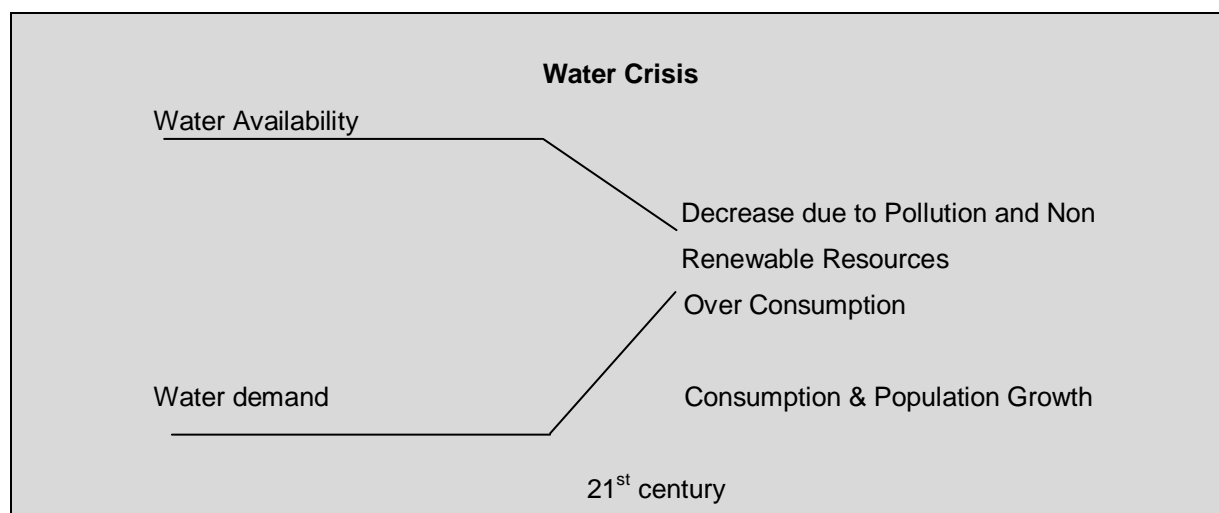 Water Crisis
Water Availability
Decrease due to Pollution and Non
Renewable Resources
Over Consumption
Water demand
Consumption & Population Growth
21st century